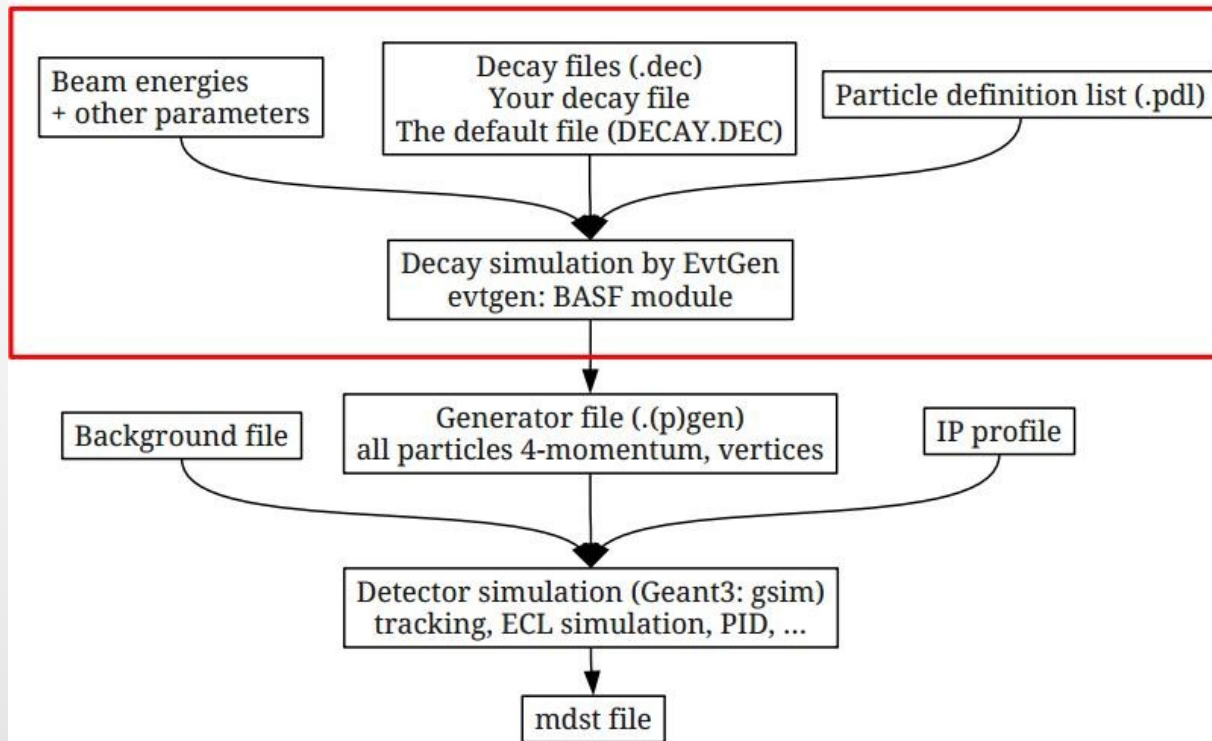 Beam energies
+ other parameters
Decay files (.dec)
Your decay file
The default file (DECAY.DEC)
Particle definition list (.pdl)
Decay simulation by EvtGen
evtgen: BASF module
Background file
Generator file (.(p)gen)
all particles 4-momentum, vertices
IP profile
Detector simulation (Geant3: gsim)
tracking, ECL simulation, PID, ...
mdst file